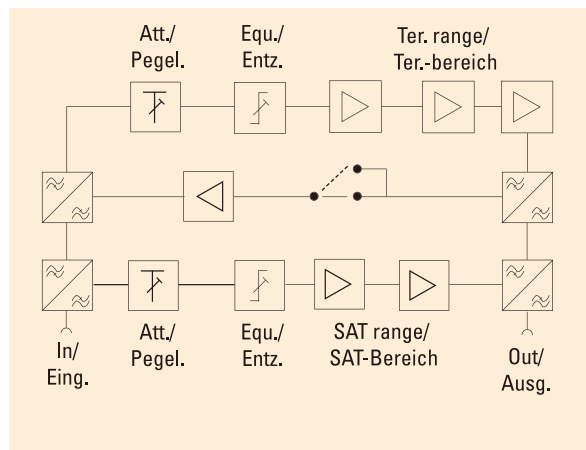 Att./
Pegel.
Equ./
Entz.
Ter. range/
Ter.-bereich
In/
Eing.
Att./
Pegel.
Equ./
Entz.
SAT range/
SAT-Bereich
Out/
Ausg.